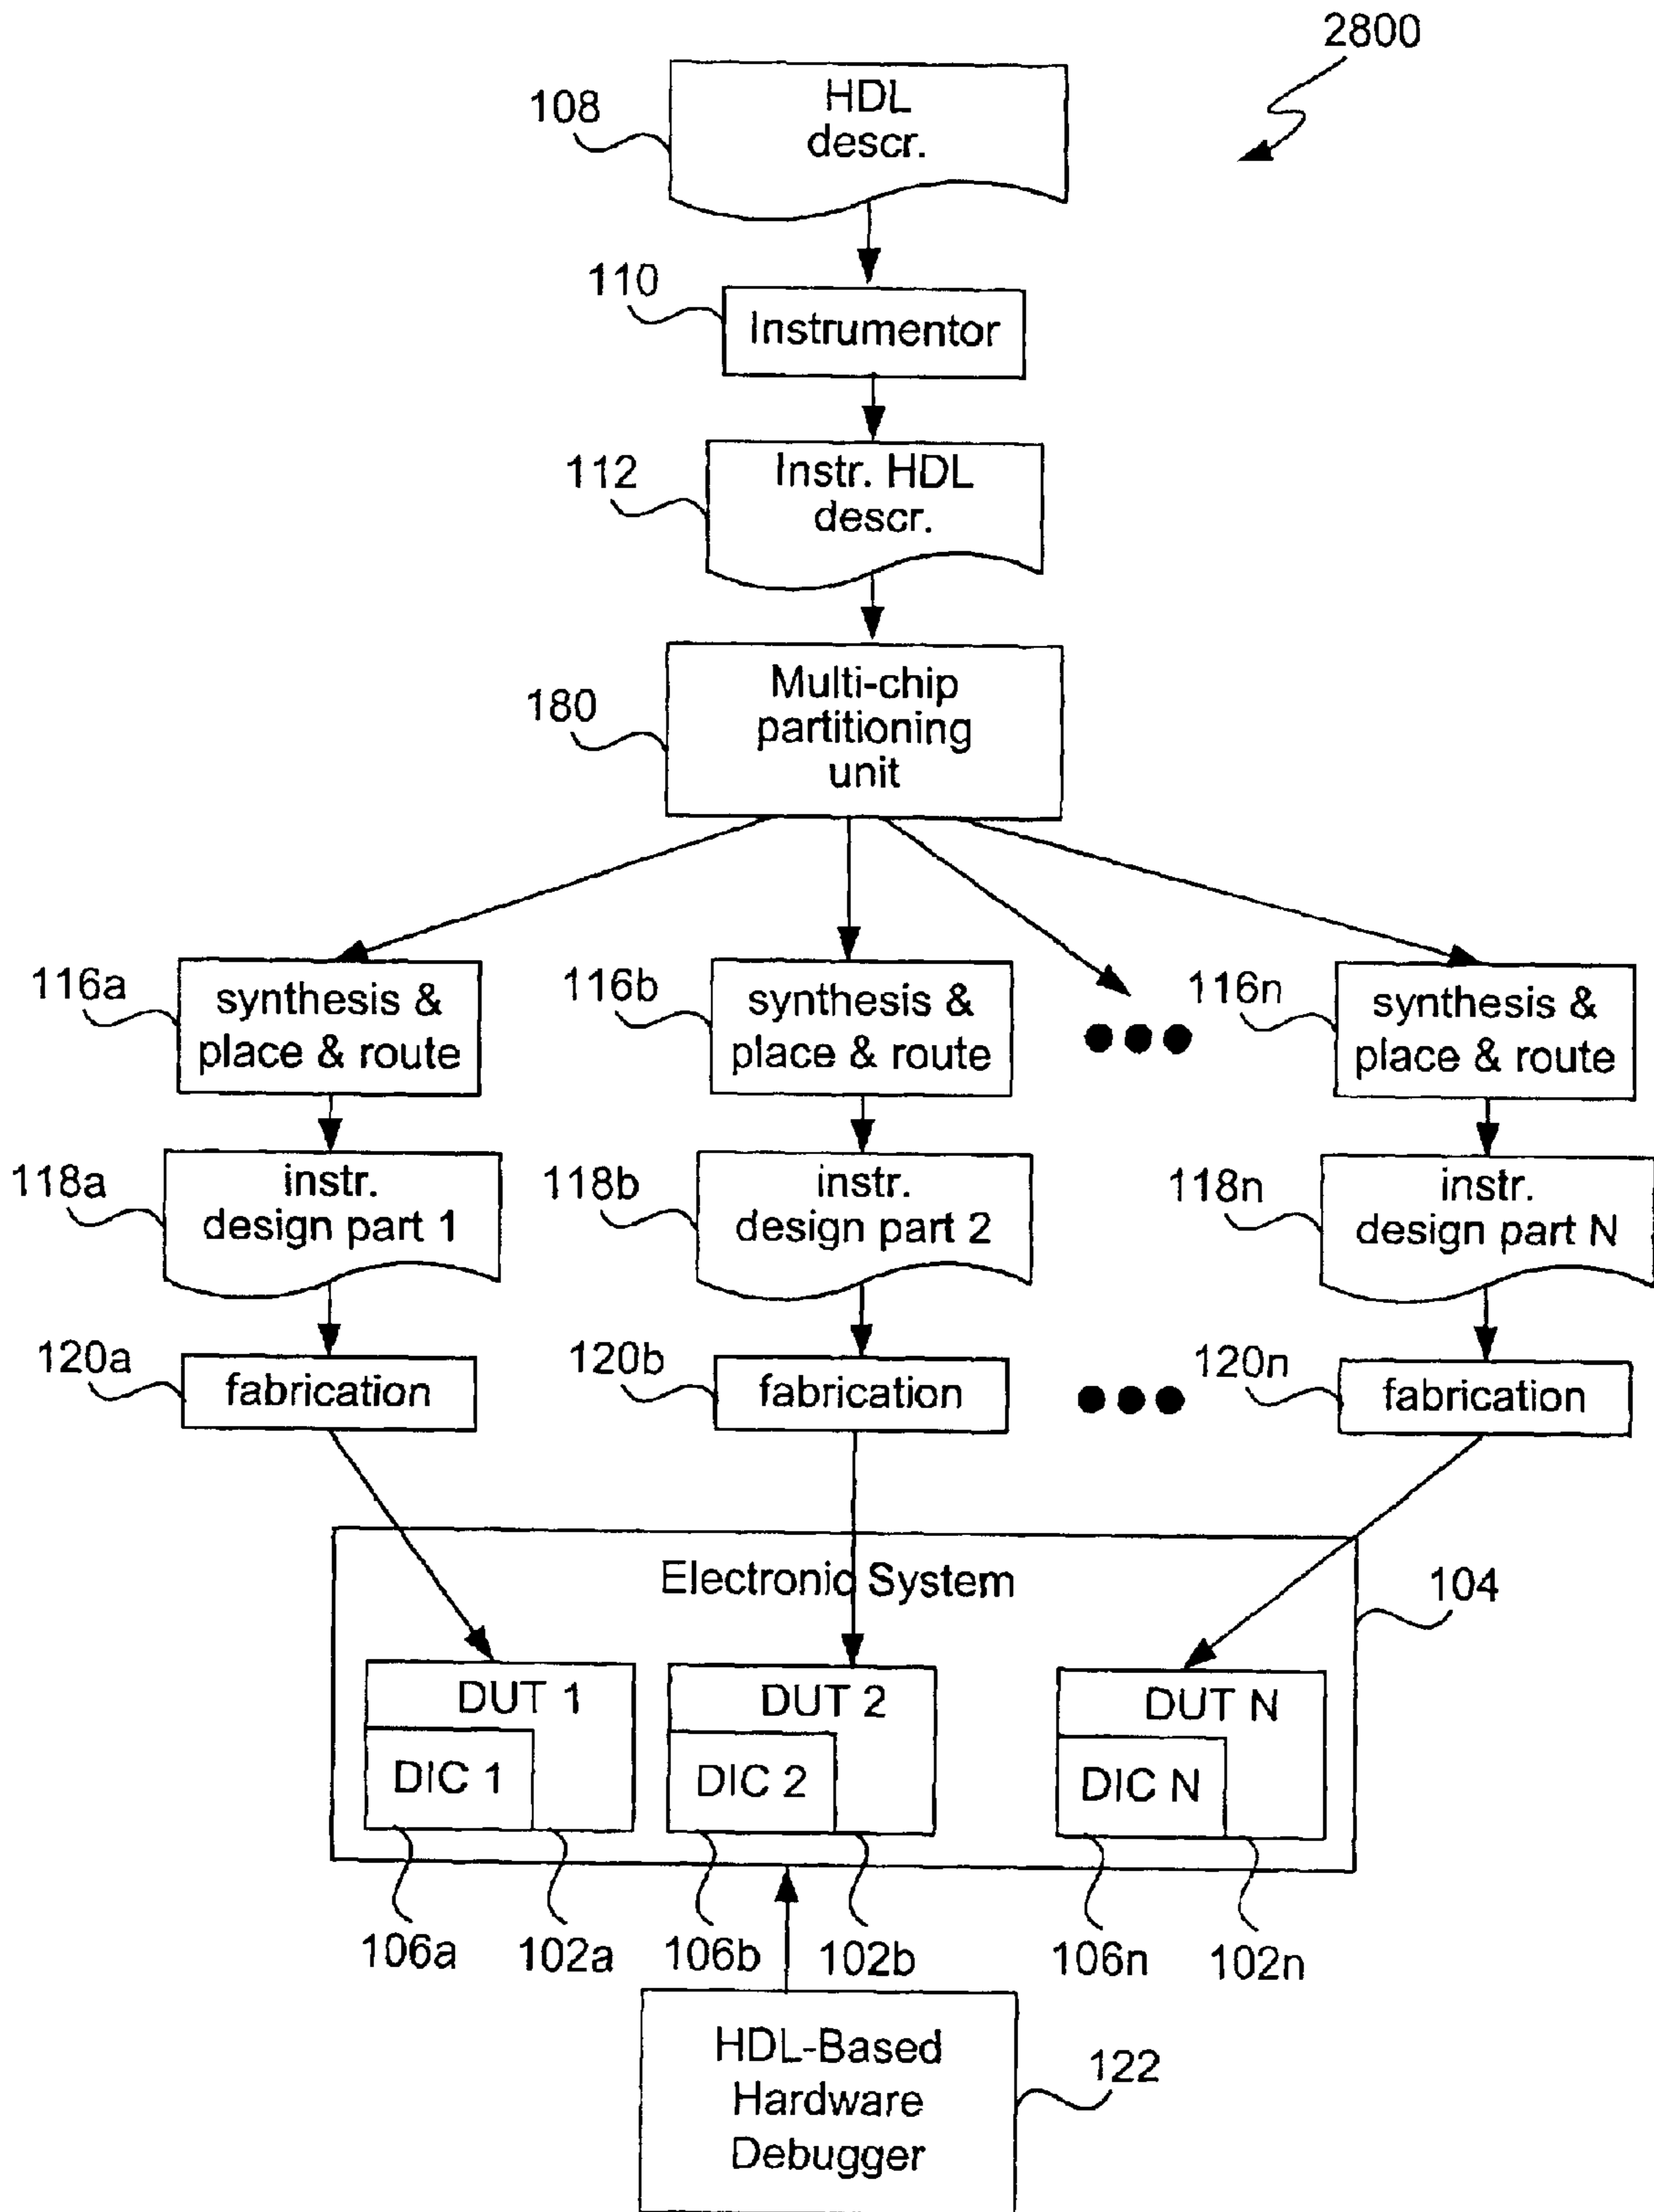 2800
108
HDL
descr.
110
Instrumentor
112
Instr. HDL
descr.
180
Multi-chip
partitioning
unit
116a
synthesis &
place & route
116b
synthesis &
place & route
116n
synthesis &
place & route
118a
instr.
design part 1
118b
instr.
design part 2
118n
instr.
design part N
120a
fabrication
120b
fabrication
120n
fabrication
Electronic System
104
DUT 1
DIC 1
DUT 2
DIC 2
DUT N
DIC N
106a
102a
106b
102b
106n
102n
HDL-Based
Hardware
Debugger
122